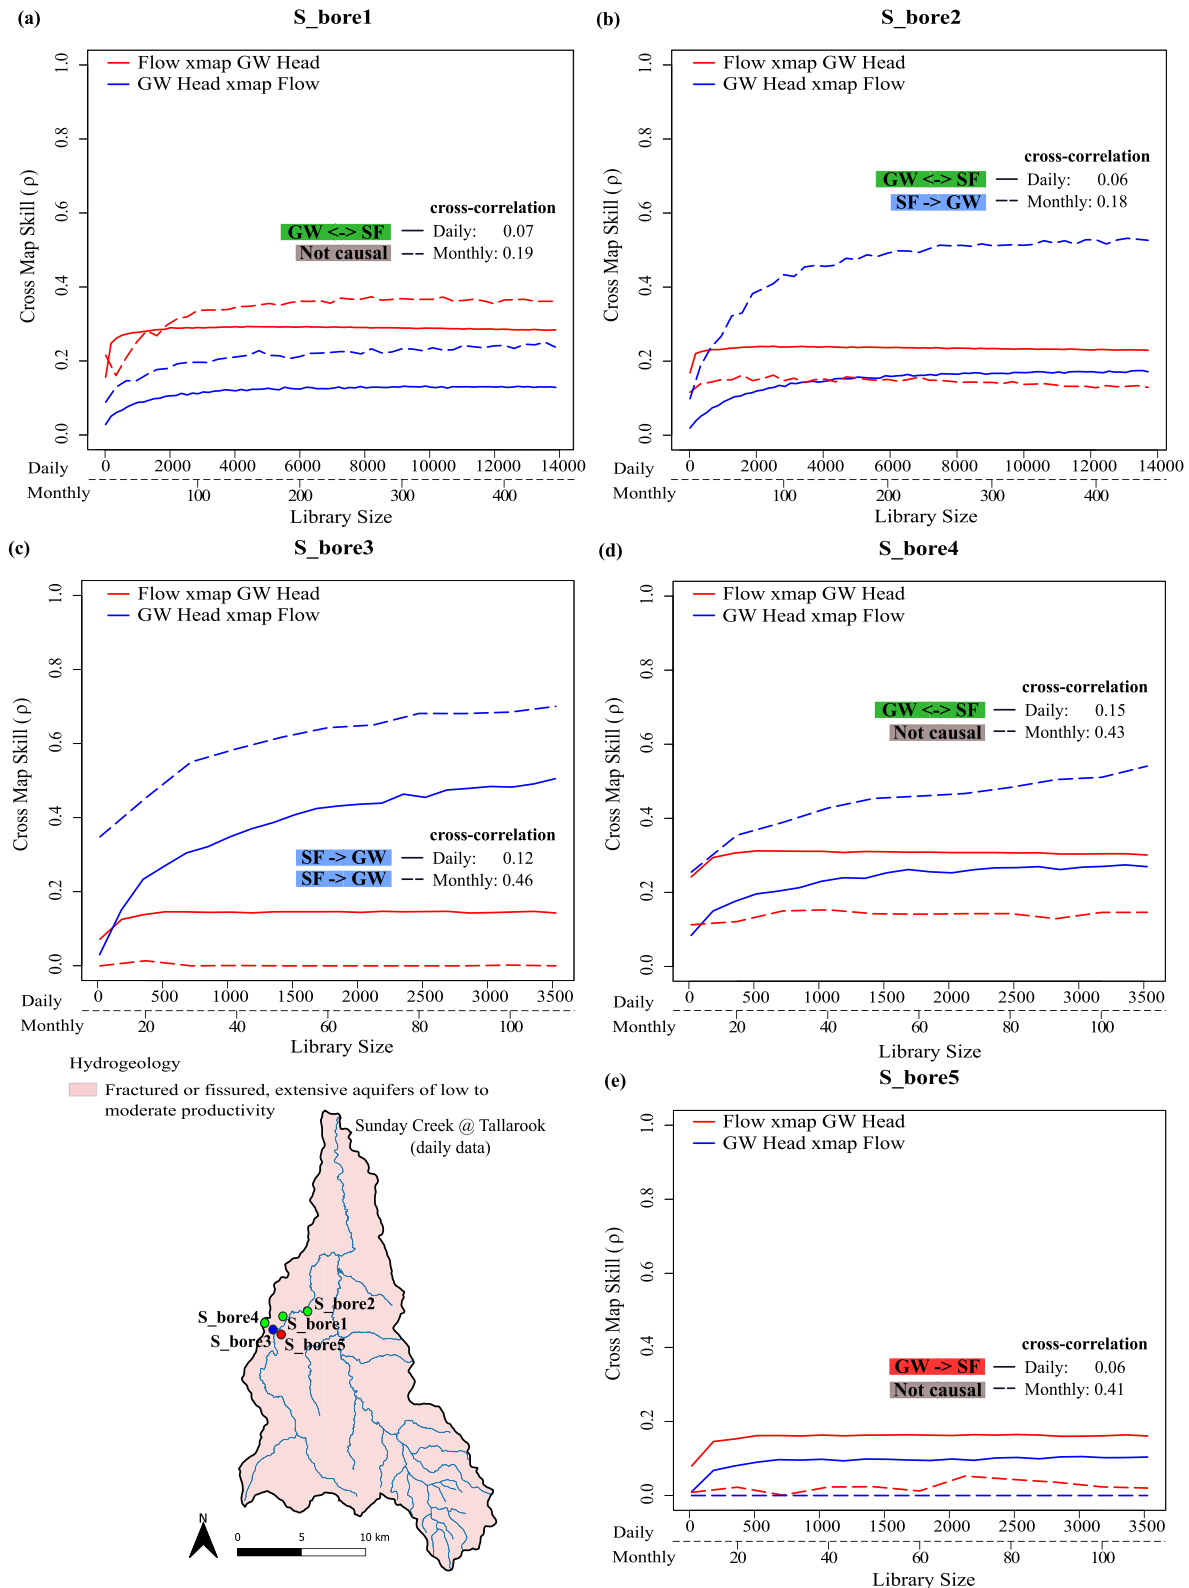 (a)
S_bore1
Flow xmap GW Head
GW Head xmap Flow
1.0
0.8
0.6
0.4
0.2
0.0
Cross Map Skill (ρ)
cross-correlation
GW <-> SF
Daily: 0.07
Not causal
Monthly: 0.19
Daily
0 2000 4000 6000 8000 10000 12000 14000
Monthly
100 200 300 400
Library Size
(b)
S_bore2
Flow xmap GW Head
GW Head xmap Flow
1.0
0.8
0.6
0.4
0.2
0.0
Cross Map Skill (ρ)
cross-correlation
GW <-> SF
Daily: 0.06
SF -> GW
Monthly: 0.18
Daily
0 2000 4000 6000 8000 10000 12000 14000
Monthly
100 200 300 400
Library Size
(c)
S_bore3
Flow xmap GW Head
GW Head xmap Flow
1.0
0.8
0.6
0.4
0.2
0.0
Cross Map Skill (ρ)
cross-correlation
SF -> GW
Daily: 0.12
SF -> GW
Monthly: 0.46
Daily
0 500 1000 1500 2000 2500 3000 3500
Monthly
20 40 60 80 100
Library Size
(d)
S_bore4
Flow xmap GW Head
GW Head xmap Flow
1.0
0.8
0.6
0.4
0.2
0.0
Cross Map Skill (ρ)
cross-correlation
GW <-> SF
Daily: 0.15
Not causal
Monthly: 0.43
Daily
0 500 1000 1500 2000 2500 3000 3500
Monthly
20 40 60 80 100
Library Size
Hydrogeology
Fractured or fissured, extensive aquifers of low to
moderate productivity
Sunday Creek @ Tallarook
(daily data)
S_bore2
S_bore4
S_bore1
S_bore3
S_bore5
N
0 5 10 km
(e)
S_bore5
Flow xmap GW Head
GW Head xmap Flow
1.0
0.8
0.6
0.4
0.2
0.0
Cross Map Skill (ρ)
cross-correlation
GW -> SF
Daily: 0.06
Not causal
Monthly: 0.41
Daily
0 500 1000 1500 2000 2500 3000 3500
Monthly
20 40 60 80 100
Library Size